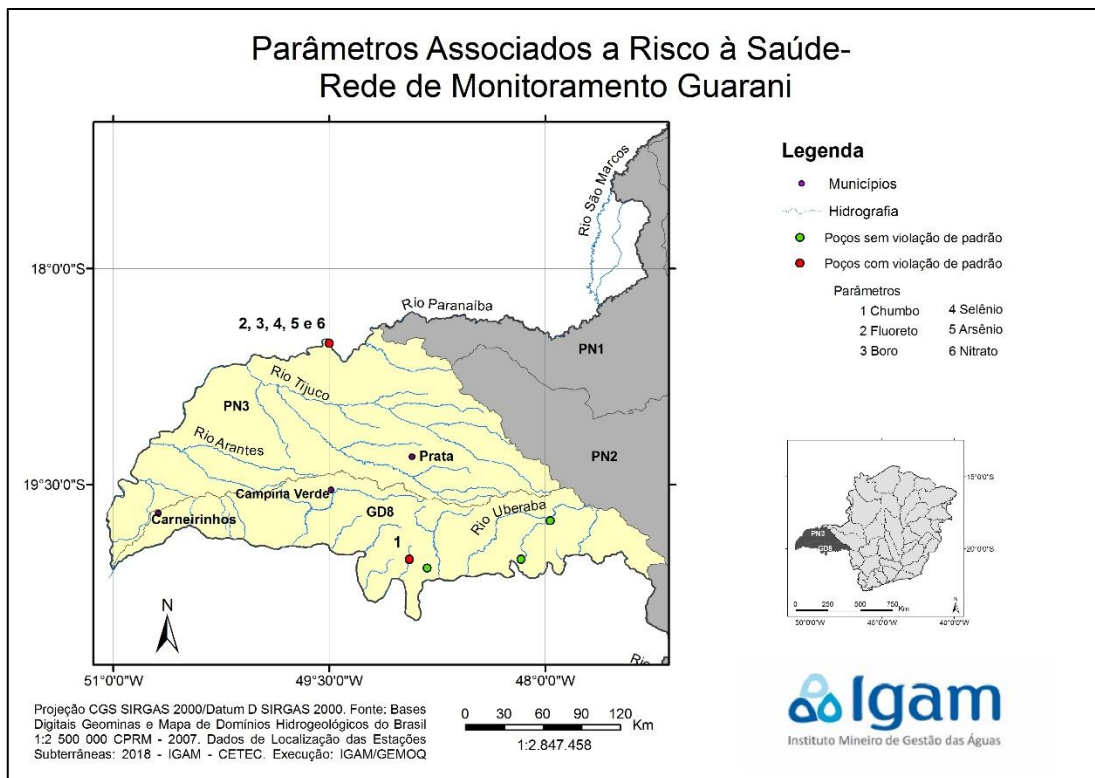 Parâmetros Associados a Risco à Saúde-
Rede de Monitoramento Guarani
18°0'0"S
19°30'0"S
51°0'0"W
49°30'0"W
48°0'0"W
Rio São Marcos
Rio Paranaíba
2, 3, 4, 5 e 6
PN1
Rio Tijuco
PN3
Rio Arantes
Prata
PN2
Campina Verde
Carneirinhos
GD8
Rio Uberaba
1
Rio
N
Legenda
Municípios
Hidrografia
Poços sem violação de padrão
Poços com violação de padrão
Parâmetros
1 Chumbo 4 Selênio
2 Fluoreto 5 Arsênio
3 Boro 6 Nitrato
15°0'0"S
20°0'0"S
PN3
GD8
0 250 500 750
Km
N
50°0'0"W 45°0'0"W 40°0'0"W
Projeção CGS SIRGAS 2000/Datum D SIRGAS 2000. Fonte: Bases
Digitais Geominas e Mapa de Domínios Hidrogeológicos do Brasil
1:2 500 000 CPRM - 2007. Dados de Localização das Estações
Subterrâneas: 2018 - IGAM - CETEC. Execução: IGAM/GEMOQ
0 30 60 90 120
Km
1:2.847.458
Igam
Instituto Mineiro de Gestão das Águas